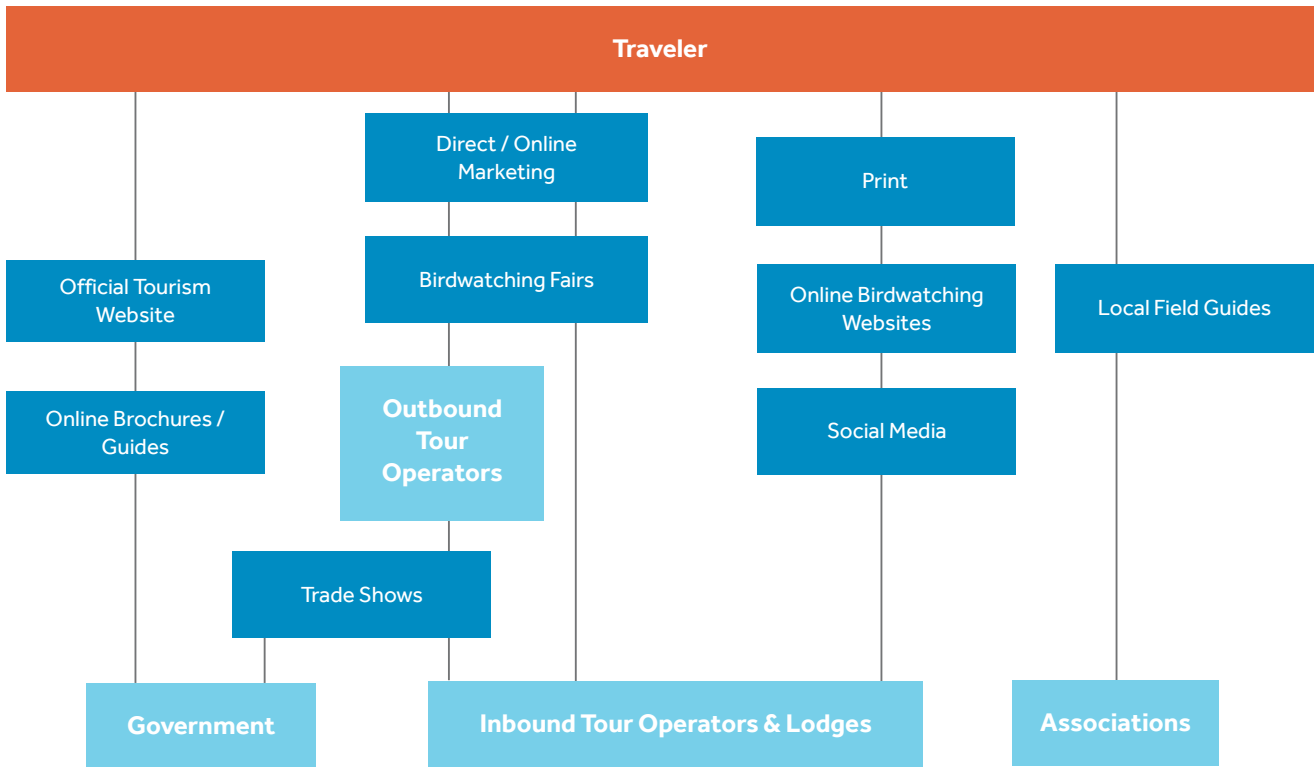 Traveler
Direct / Online
Marketing
Print
Birdwatching Fairs
Official Tourism
Website
Online Birdwatching
Websites
Local Field Guides
Online Brochures /
Guides
Outbound
Tour
Operators
Social Media
Trade Shows
Government
Inbound Tour Operators & Lodges
Associations